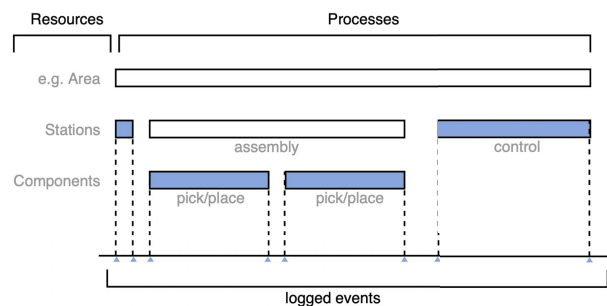 Resources
Processes
e.g. Area
Stations
assembly
control
Components
pick/place
pick/place
logged events